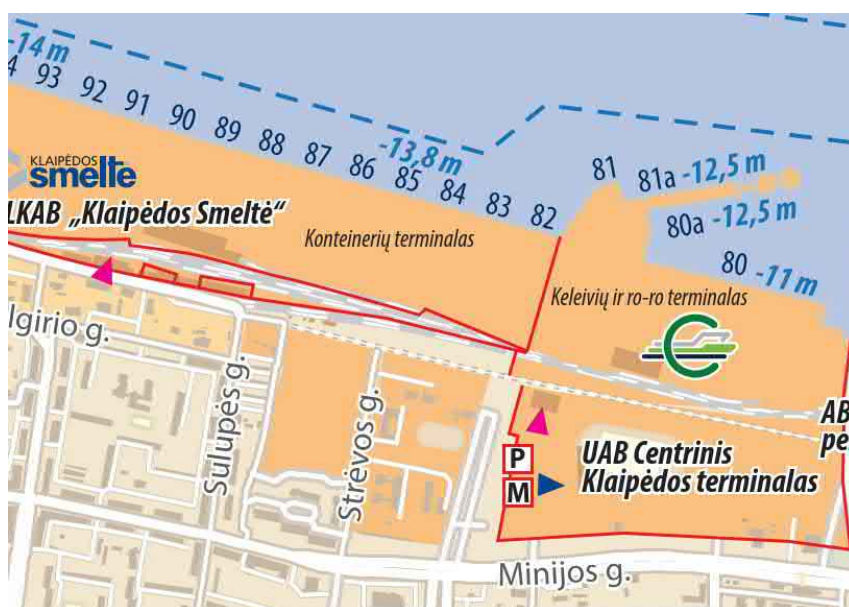 -14 m
93
92
91
90
89
88
87
86
85
84
83
82
-13,8 m
81
81a -12,5 m
80a -12,5 m
80 -11 m
KLAIPĖDOS
smeltė
LKAB „Klaipėdos Smeltė“
Konteinerių terminalas
Keleivių ir ro-ro terminalas
lgirio g.
Sulupės g.
Strėvos g.
P
M
UAB Centrinis
Klaipėdos terminalas
AB
pe
Minijos g.